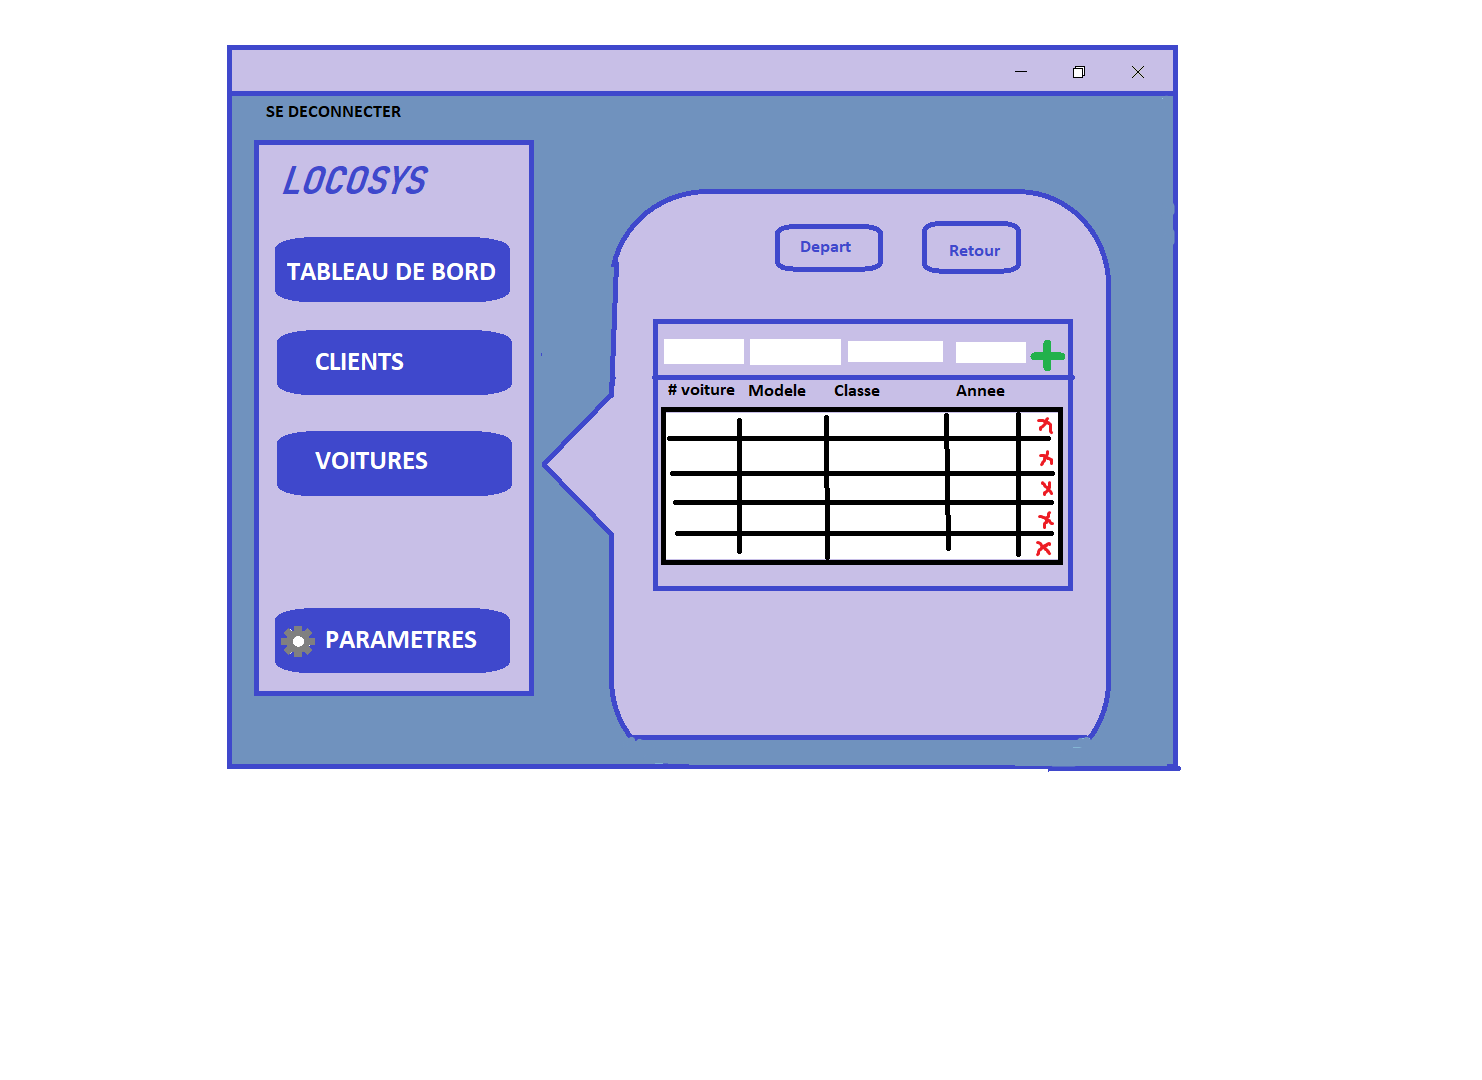 SE DECONNECTER
LOCOSYS
TABLEAU DE BORD
CLIENTS
VOITURES
PARAMETRES
Depart
Retour
# voiture Modele Classe Annee